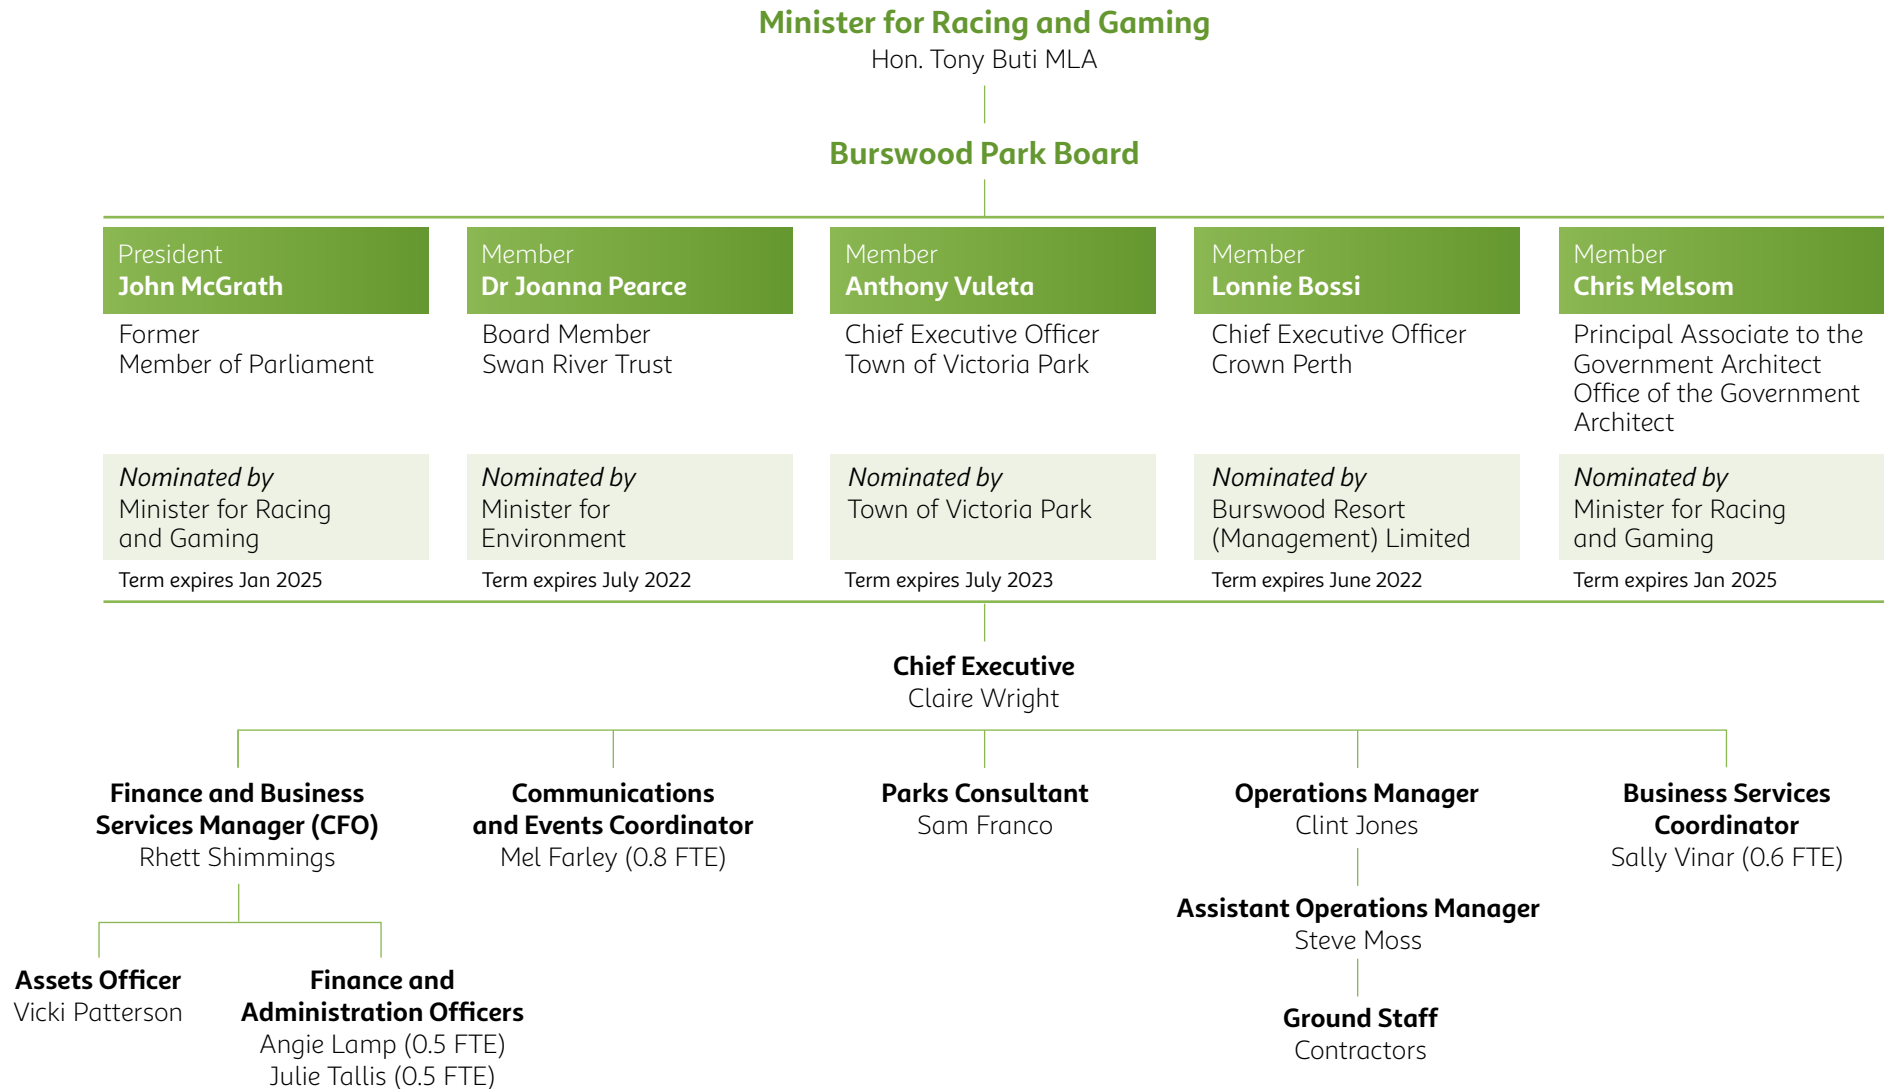 Minister for Racing and Gaming
Hon. Tony Buti MLA
Burswood Park Board
President
John McGrath
Former
Member of Parliament
Nominated by
Minister for Racing
and Gaming
Term expires Jan 2025
Member
Dr Joanna Pearce
Board Member
Swan River Trust
Nominated by
Minister for
Environment
Term expires July 2022
Member
Anthony Vuleta
Chief Executive Officer
Town of Victoria Park
Nominated by
Town of Victoria Park
Term expires July 2023
Member
Lonnie Bossi
Chief Executive Officer
Crown Perth
Nominated by
Burswood Resort
(Management) Limited
Term expires June 2022
Member
Chris Melsom
Principal Associate to the
Government Architect
Office of the Government
Architect
Nominated by
Minister for Racing
and Gaming
Term expires Jan 2025
Chief Executive
Claire Wright
Finance and Business
Services Manager (CFO)
Rhett Shimmings
Assets Officer
Vicki Patterson
Finance and
Administration Officers
Angie Lamp (0.5 FTE)
Julie Tallis (0.5 FTE)
Communications
and Events Coordinator
Mel Farley (0.8 FTE)
Parks Consultant
Sam Franco
Operations Manager
Clint Jones
Assistant Operations Manager
Steve Moss
Ground Staff
Contractors
Business Services
Coordinator
Sally Vinar (0.6 FTE)